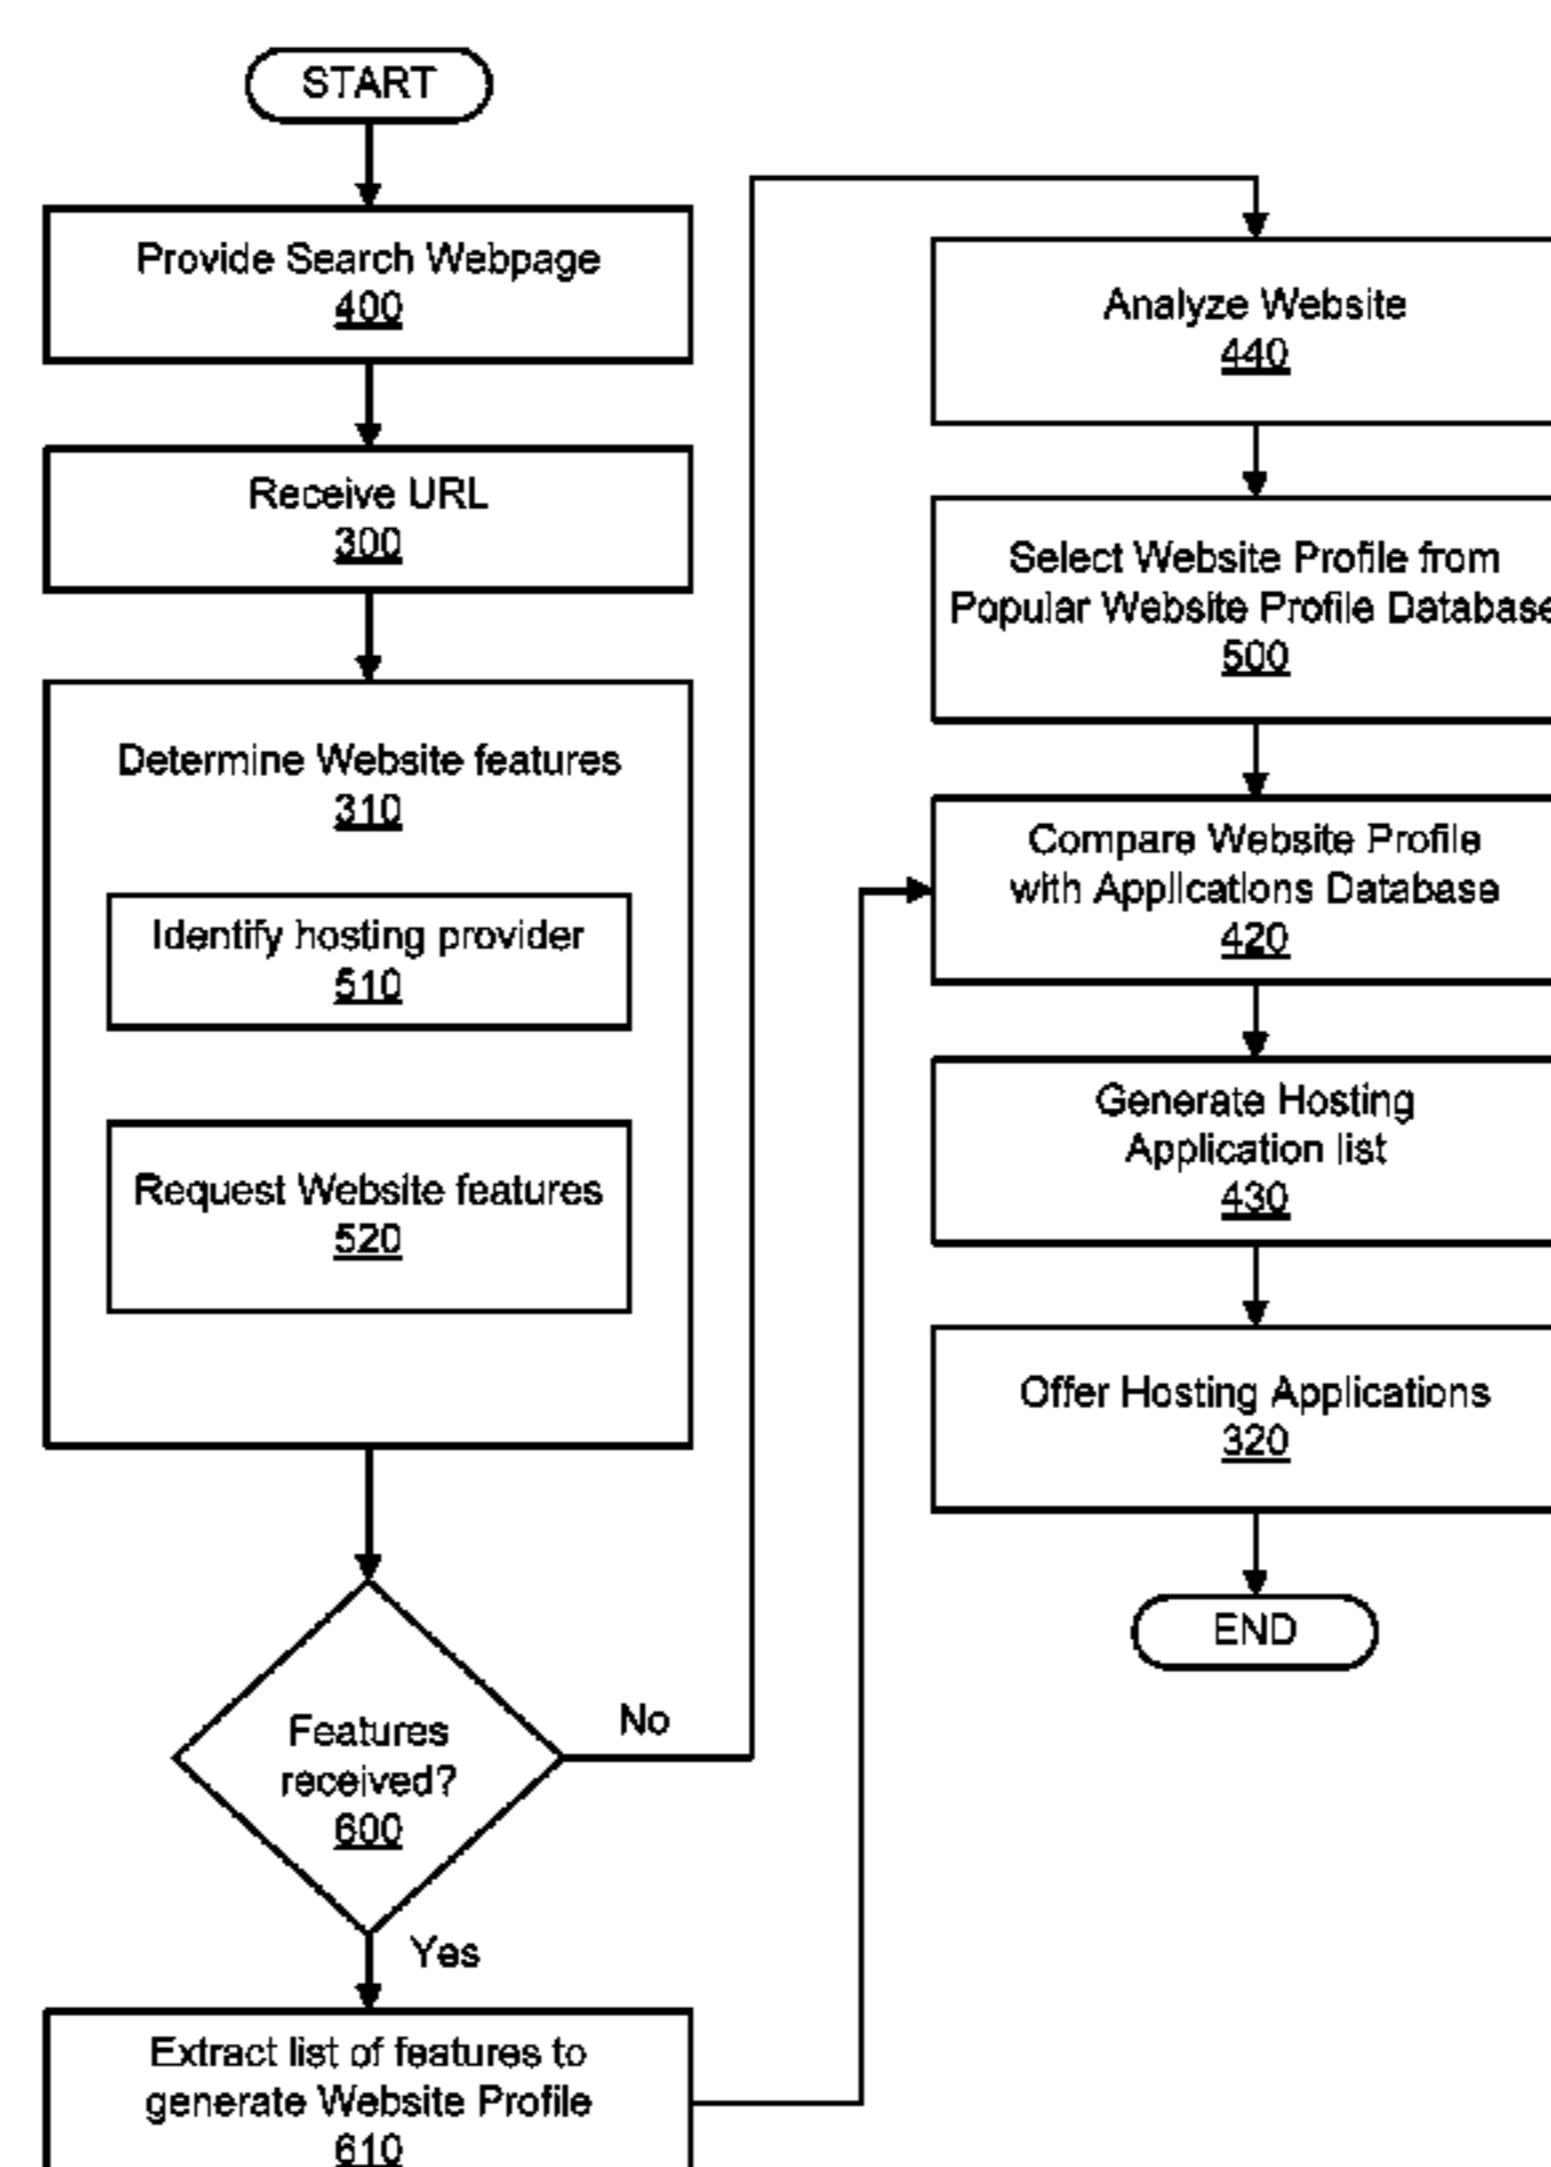 START
Provide Search Webpage
400
Receive URL
300
Determine Website features
310
Identify hosting provider
510
Request Website features
520
Features
received?
600
No
Yes
Extract list of features to
generate Website Profile
610
Analyze Website
440
Select Website Profile from
Popular Website Profile Database
500
Compare Website Profile
with Applications Database
420
Generate Hosting
Application list
430
Offer Hosting Applications
320
END